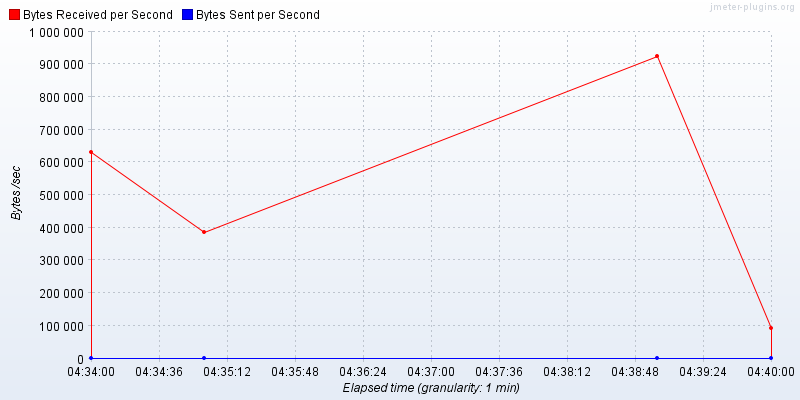 jmeter-plugins.org
Bytes Received per Second Bytes Sent per Second
1 000 000
900 000
800 000
700 000
600 000
500 000
400 000
300 000
200 000
100 000
0
Bytes /sec
04:34:00 04:34:36 04:35:12 04:35:48 04:36:24 04:37:00 04:37:36 04:38:12 04:38:48 04:39:24 04:40:00
Elapsed time (granularity: 1 min)